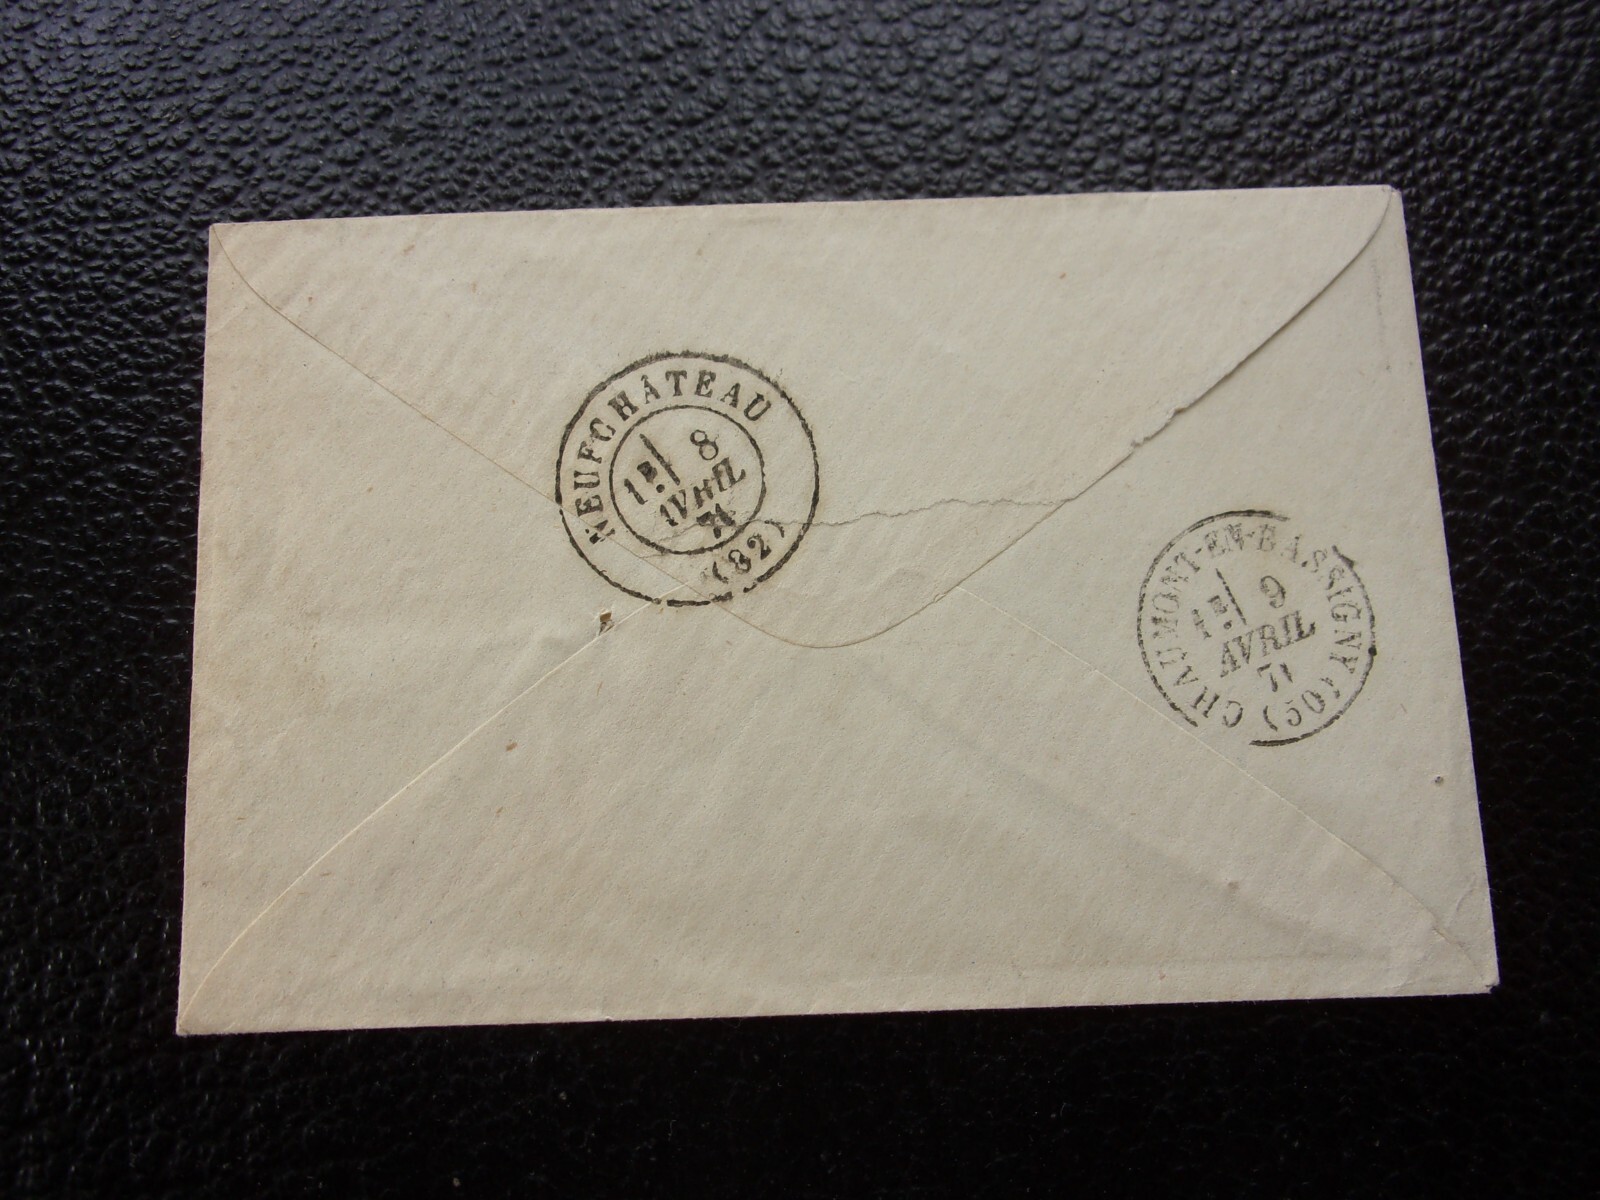 NEUFCHÂTEAU
1E 8
AVRIL
71
(82)
CHAUMONT-EN-BASSIGNY
1E 9
AVRIL
71
(50)